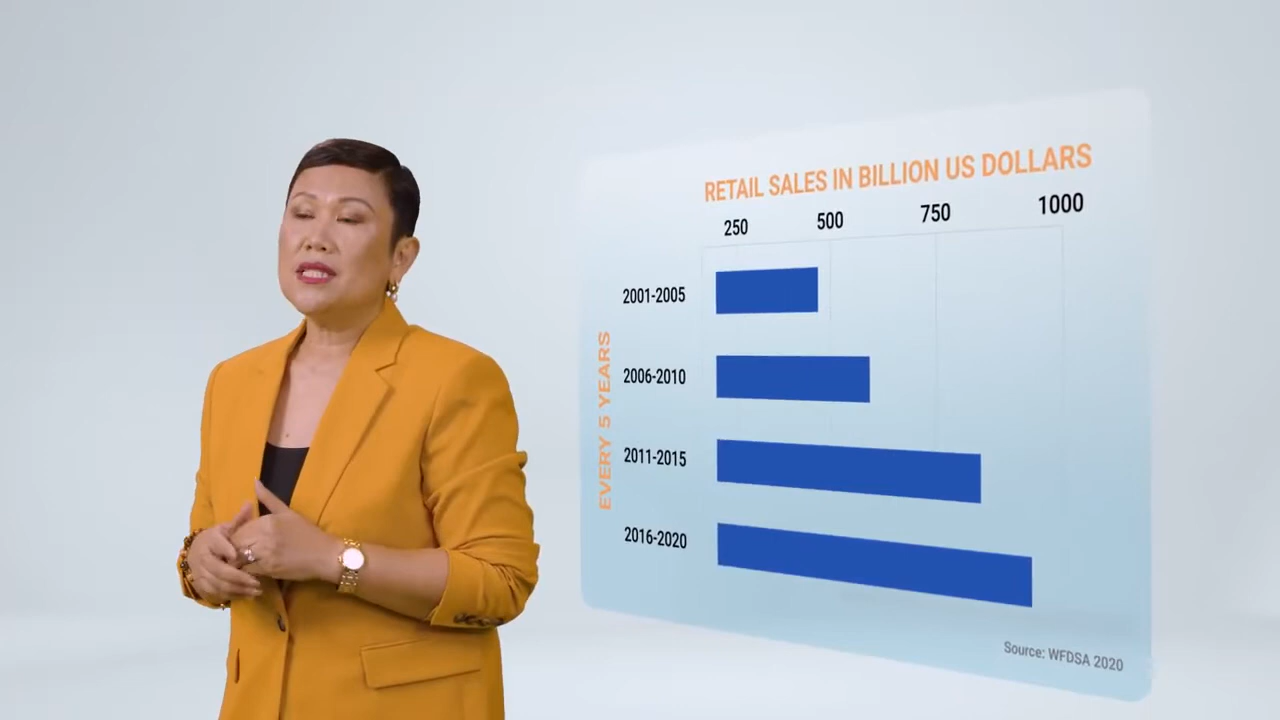 RETAIL SALES IN BILLION US DOLLARS
250 500 750 1000
EVERY 5 YEARS
2001-2005
2006-2010
2011-2015
2016-2020
Source: WFDSA 2020